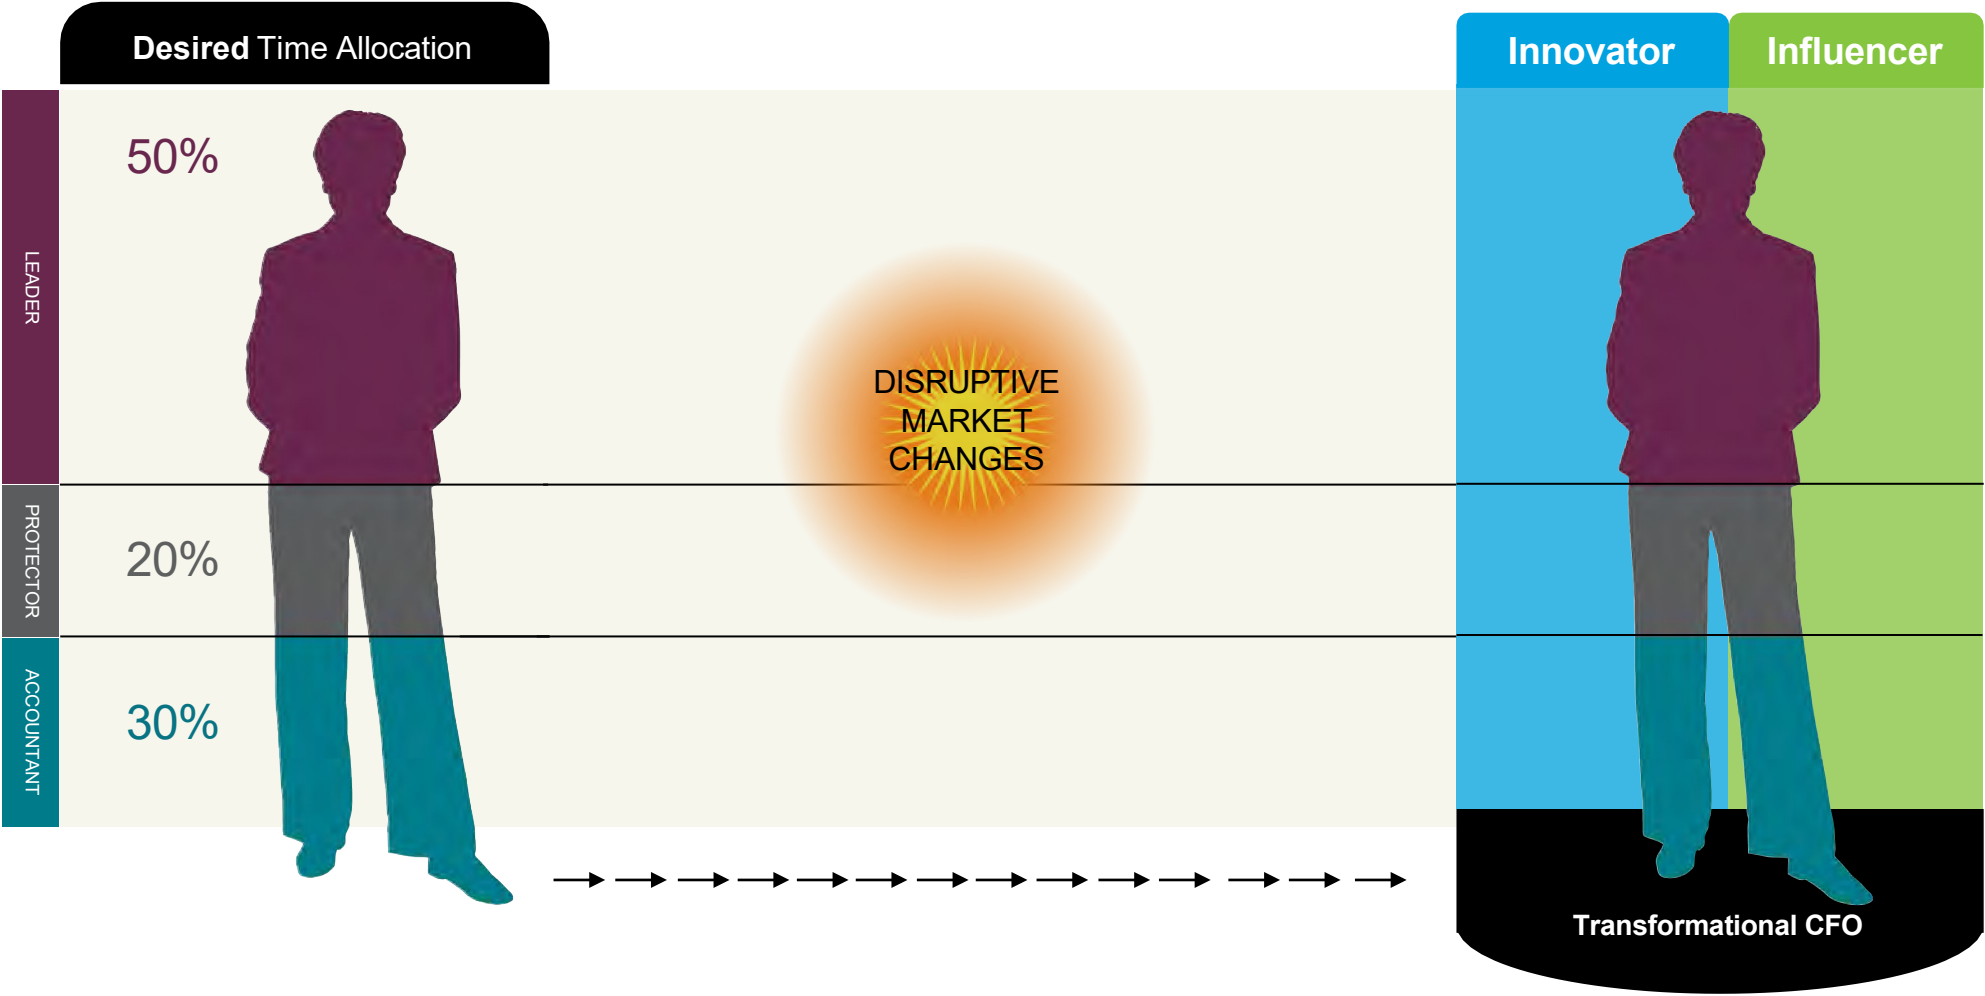 Desired Time Allocation
Innovator
Influencer
LEADER
50%
DISRUPTIVE
MARKET
CHANGES
PROTECTOR
20%
ACCOUNTANT
30%
Transformational CFO